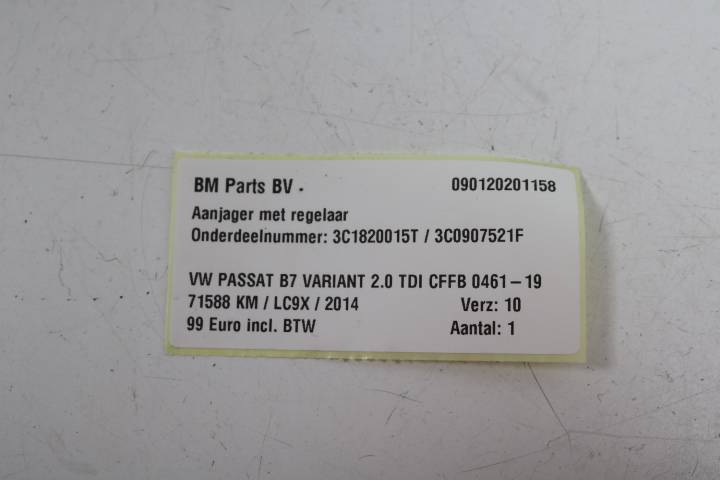 BM Parts BV . 090120201158
Aanjager met regelaar
Onderdeelnummer: 3C1820015T / 3C0907521F
VW PASSAT B7 VARIANT 2.0 TDI CFFB 0461-19
71588 KM / LC9X / 2014 Verz: 10
99 Euro incl. BTW Aantal: 1